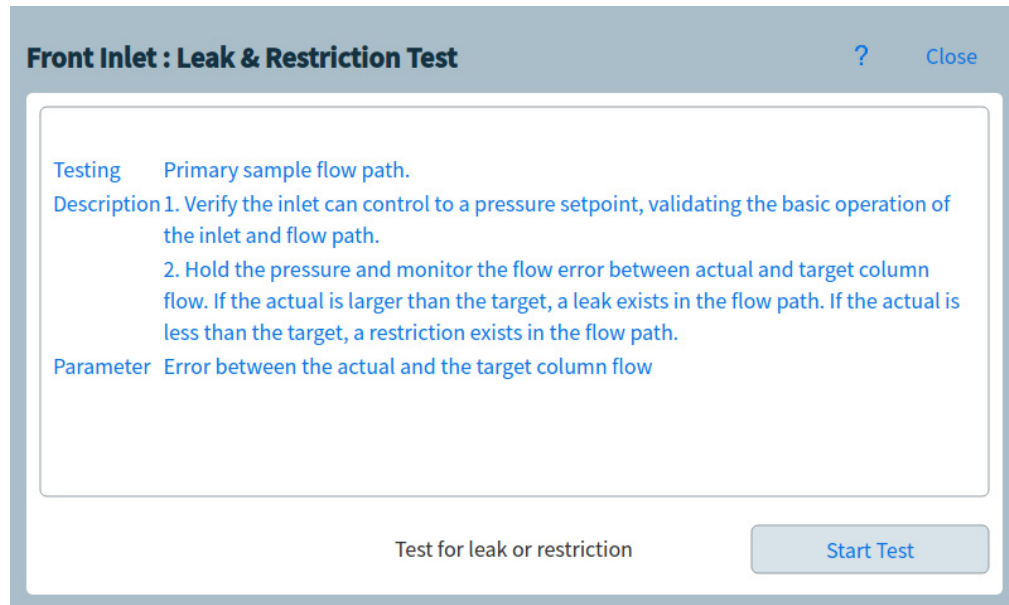 Front Inlet : Leak & Restriction Test ? Close
Testing Primary sample flow path.
Description 1. Verify the inlet can control to a pressure setpoint, validating the basic operation of
the inlet and flow path.
2. Hold the pressure and monitor the flow error between actual and target column
flow. If the actual is larger than the target, a leak exists in the flow path. If the actual is
less than the target, a restriction exists in the flow path.
Parameter Error between the actual and the target column flow
Test for leak or restriction Start Test